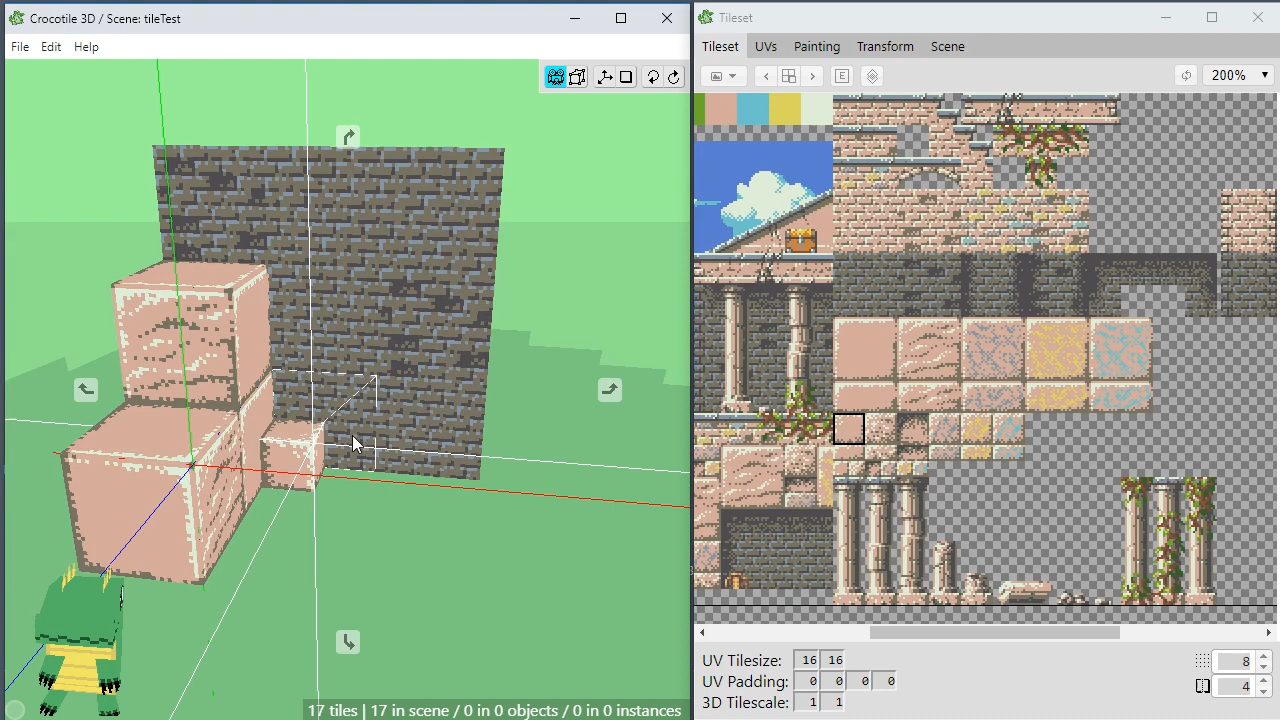 Crocotile 3D / Scene: tileTest
File Edit Help
17 tiles | 17 in scene / 0 in 0 objects / 0 in 0 instances
Tileset
Tileset UVs Painting Transform Scene
E 200%
UV Tilesize: 16 16
UV Padding: 0 0 0 0
3D Tilescale: 1 1
8
4